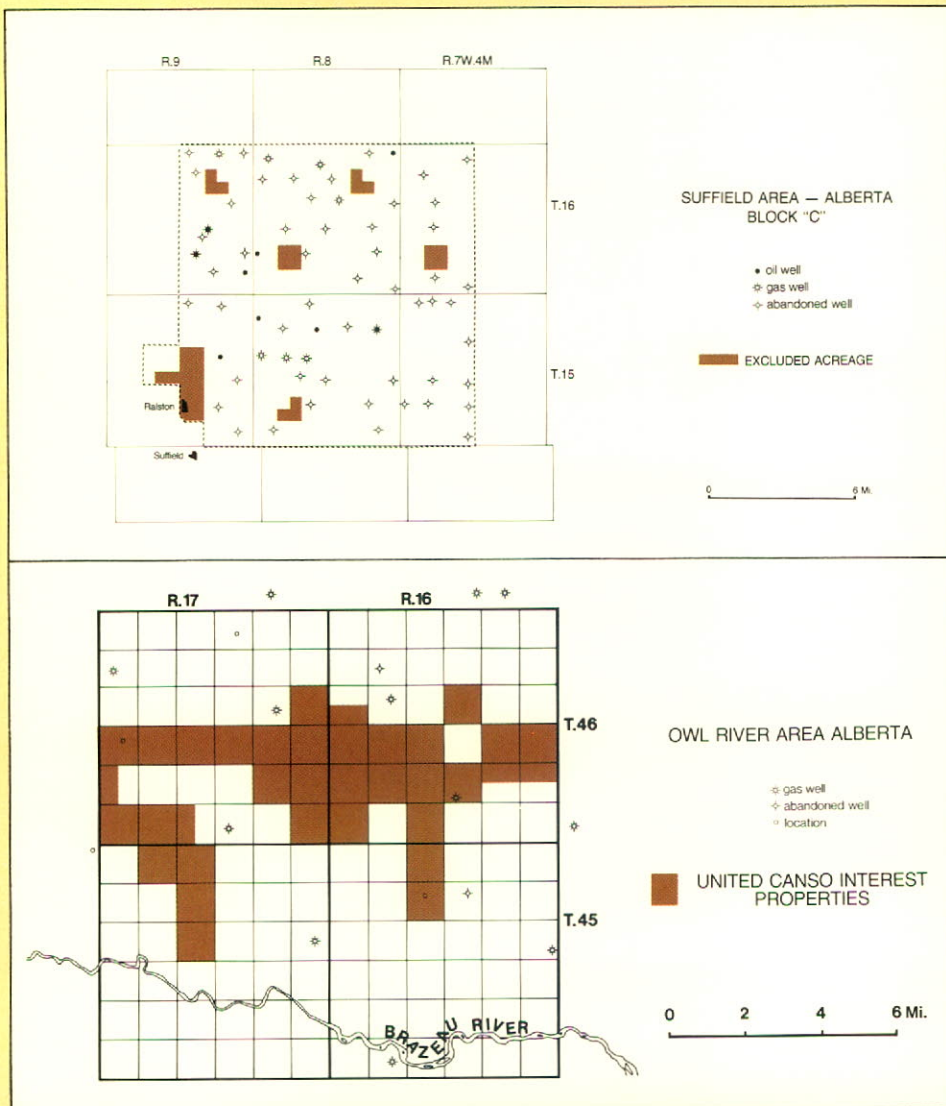 R.9 R.8 R.7W.4M
T.16
SUFFIELD AREA — ALBERTA
BLOCK "C"
oil well
gas well
abandoned well
EXCLUDED ACREAGE
T.15
Ralston
Suffield
0 6 Mi.
R.17 R.16
T.46
OWL RIVER AREA ALBERTA
gas well
abandoned well
location
UNITED CANSO INTEREST
PROPERTIES
T.45
BRAZEAU RIVER
0 2 4 6 Mi.